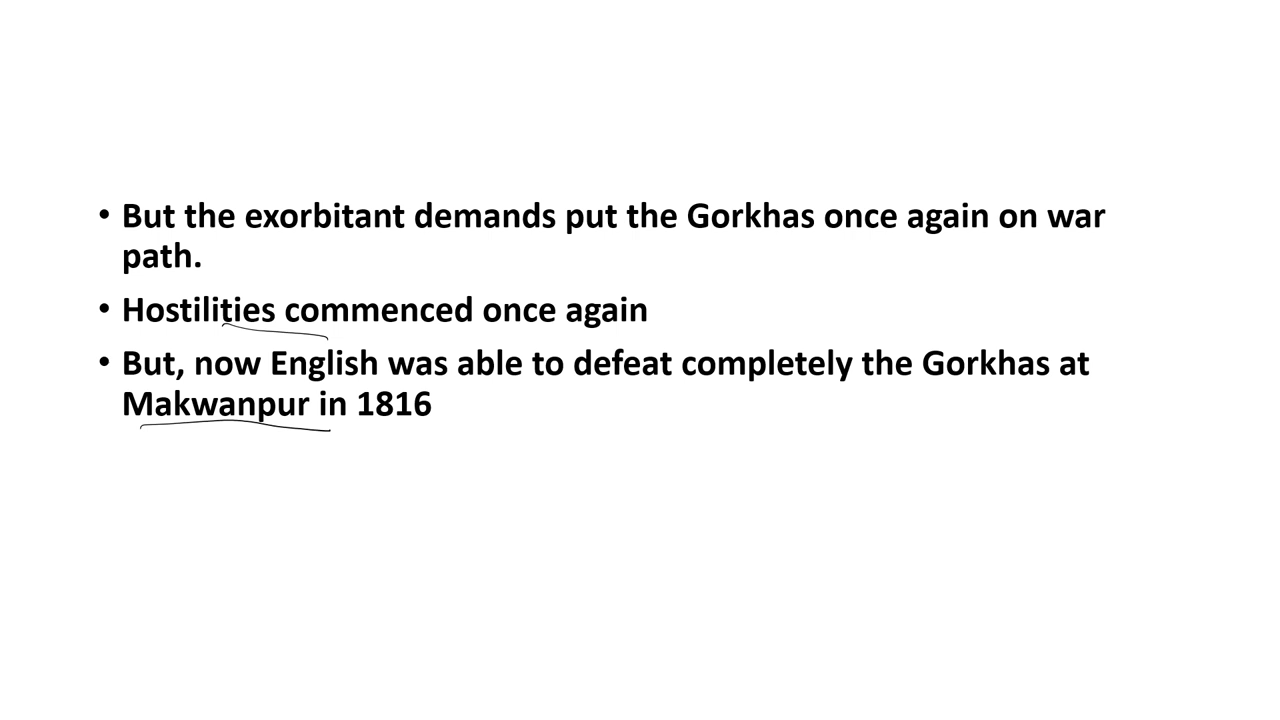 • But the exorbitant demands put the Gorkhas once again on war
path.
• Hostilities commenced once again
• But, now English was able to defeat completely the Gorkhas at
Makwanpur in 1816